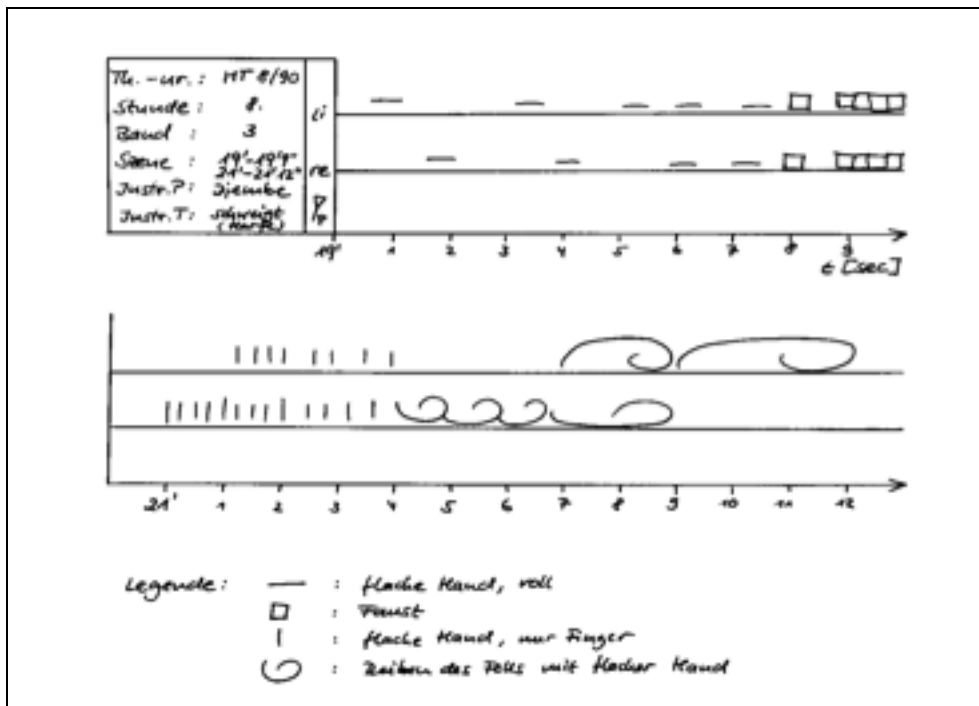 Th.-nr.: MT 8/90
Stunde: 8.
Band: 3
Szene: 19'-19'9"
21'-21'12"
Instr.P: Djembe
Instr.T: schweigt
(Harfe)
li
re
19' 1 2 3 4 5 6 7 8 9
t [sec.]
21' 1 2 3 4 5 6 7 8 9 10 11 12
Legende: — : flache Hand, voll
: Faust
: flache Hand, nur Finger
: Reiben des Fells mit flacher Hand